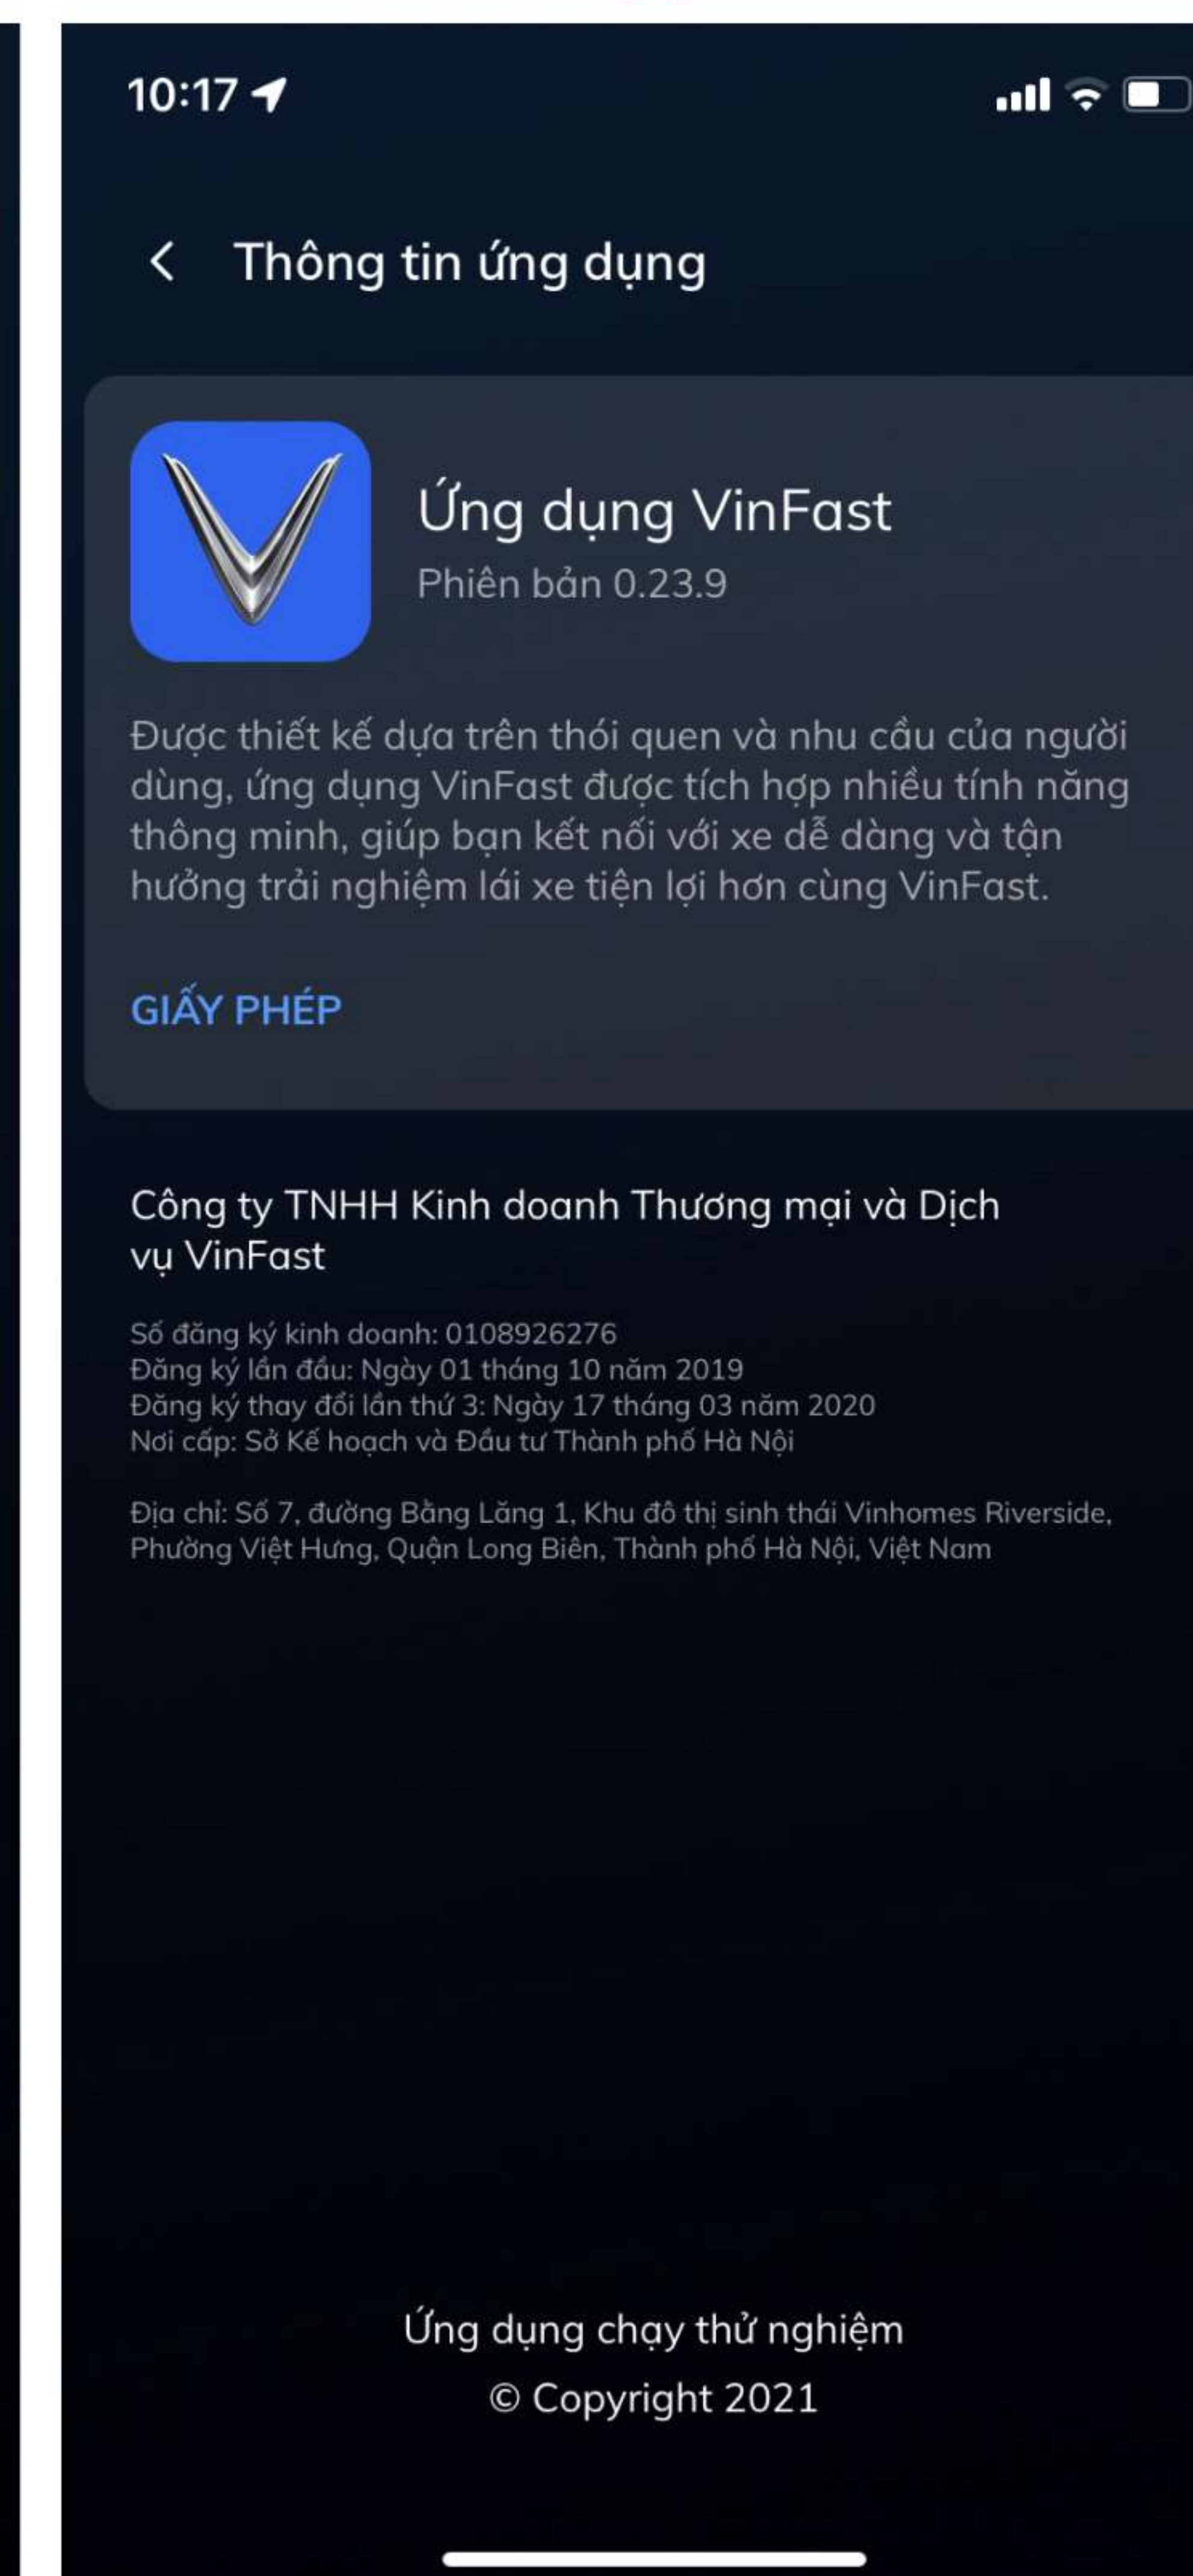 10:17
Thông tin ứng dụng
Ứng dụng VinFast
Phiên bản 0.23.9
Được thiết kế dựa trên thói quen và nhu cầu của người
dùng, ứng dụng VinFast được tích hợp nhiều tính năng
thông minh, giúp bạn kết nối với xe dễ dàng và tận
hưởng trải nghiệm lái xe tiện lợi hơn cùng VinFast.
GIẤY PHÉP
Công ty TNHH Kinh doanh Thương mại và Dịch
vụ VinFast
Số đăng ký kinh doanh: 0108926276
Đăng ký lần đầu: Ngày 01 tháng 10 năm 2019
Đăng ký thay đổi lần thứ 3: Ngày 17 tháng 03 năm 2020
Nơi cấp: Sở Kế hoạch và Đầu tư Thành phố Hà Nội
Địa chỉ: Số 7, đường Bằng Lăng 1, Khu đô thị sinh thái Vinhomes Riverside,
Phường Việt Hưng, Quận Long Biên, Thành phố Hà Nội, Việt Nam
Ứng dụng chạy thử nghiệm
© Copyright 2021